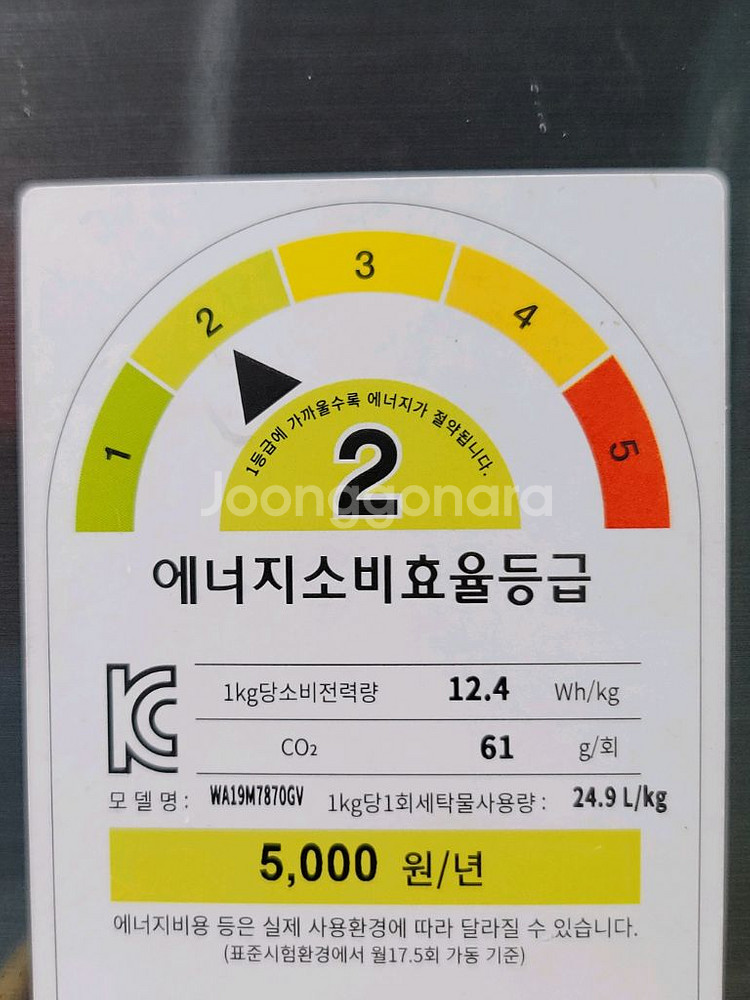 1
2
3
4
5
1등급에 가까울수록 에너지가 절약됩니다.
2
Joonggonara
에너지소비효율등급
1kg당소비전력량 12.4 Wh/kg
CO₂ 61 g/회
모델명: WA19M7870GV 1kg당1회세탁물사용량: 24.9 L/kg
5,000 원/년
에너지비용 등은 실제 사용환경에 따라 달라질 수 있습니다.
(표준시험환경에서 월17.5회 가동 기준)